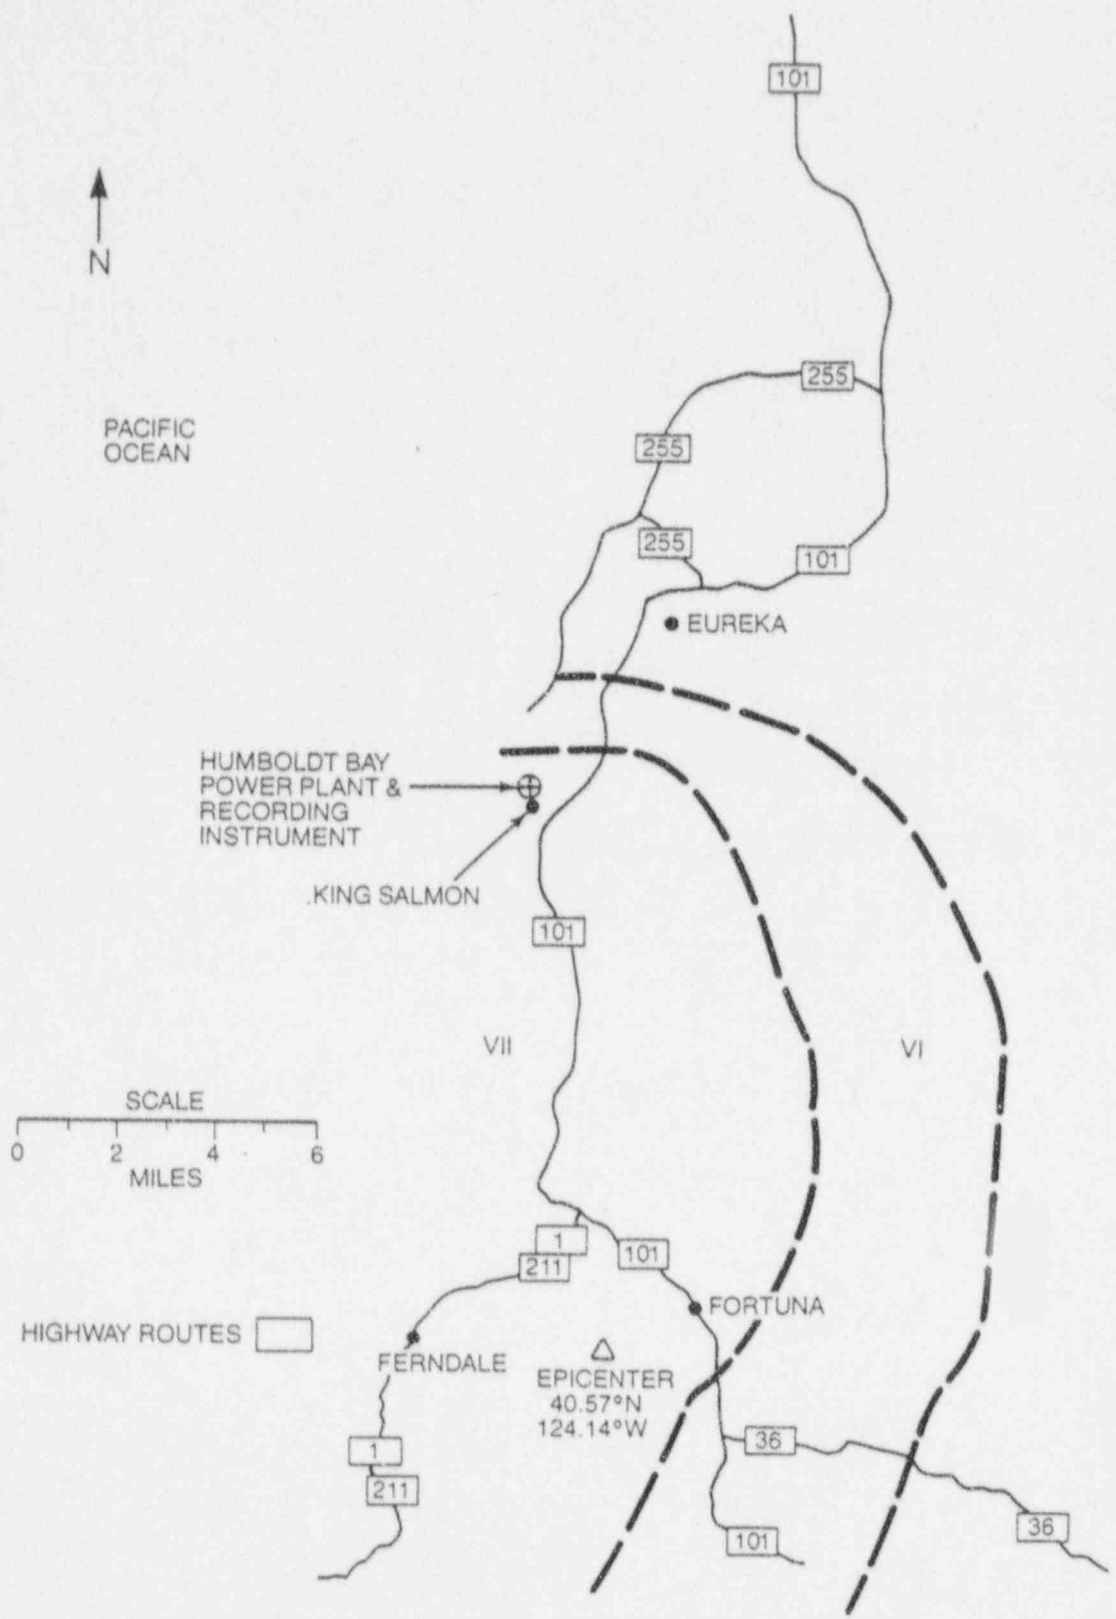 101
N
255
PACIFIC
OCEAN
255
255
101
EUREKA
HUMBOLDT BAY
POWER PLANT &
RECORDING
INSTRUMENT
.KING SALMON
101
VII
VI
SCALE
0 2 4 6
MILES
1
211
101
FORTUNA
HIGHWAY ROUTES
FERNDALE
EPICENTER
40.57°N
124.14°W
1
36
211
36
101